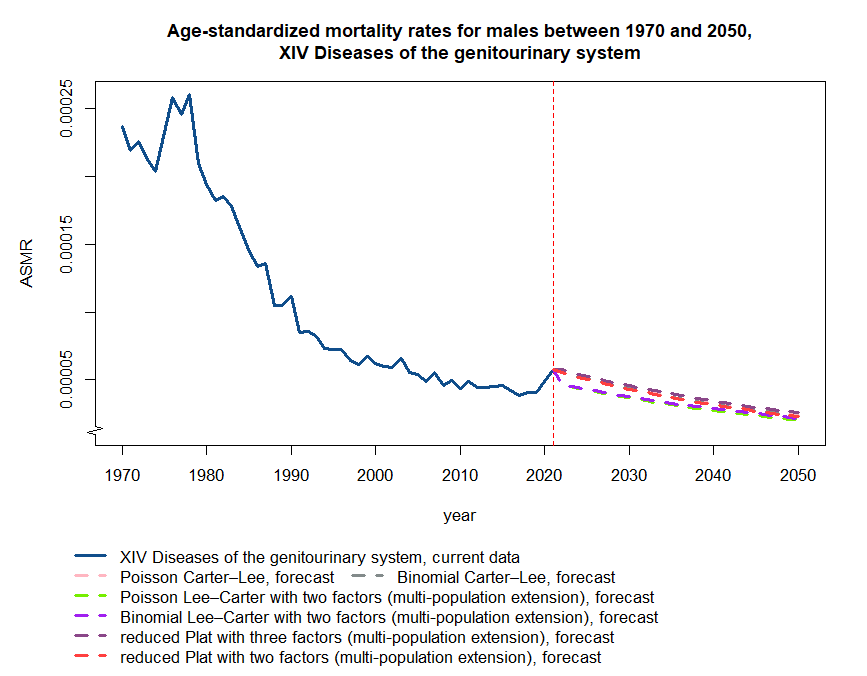 Age-standardized mortality rates for males between 1970 and 2050,
XIV Diseases of the genitourinary system
0.00025
0.00015
0.00005
ASMR
1970 1980 1990 2000 2010 2020 2030 2040 2050
year
XIV Diseases of the genitourinary system, current data
Poisson Carter–Lee, forecast Binomial Carter–Lee, forecast
Poisson Lee–Carter with two factors (multi-population extension), forecast
Binomial Lee–Carter with two factors (multi-population extension), forecast
reduced Plat with three factors (multi-population extension), forecast
reduced Plat with two factors (multi-population extension), forecast